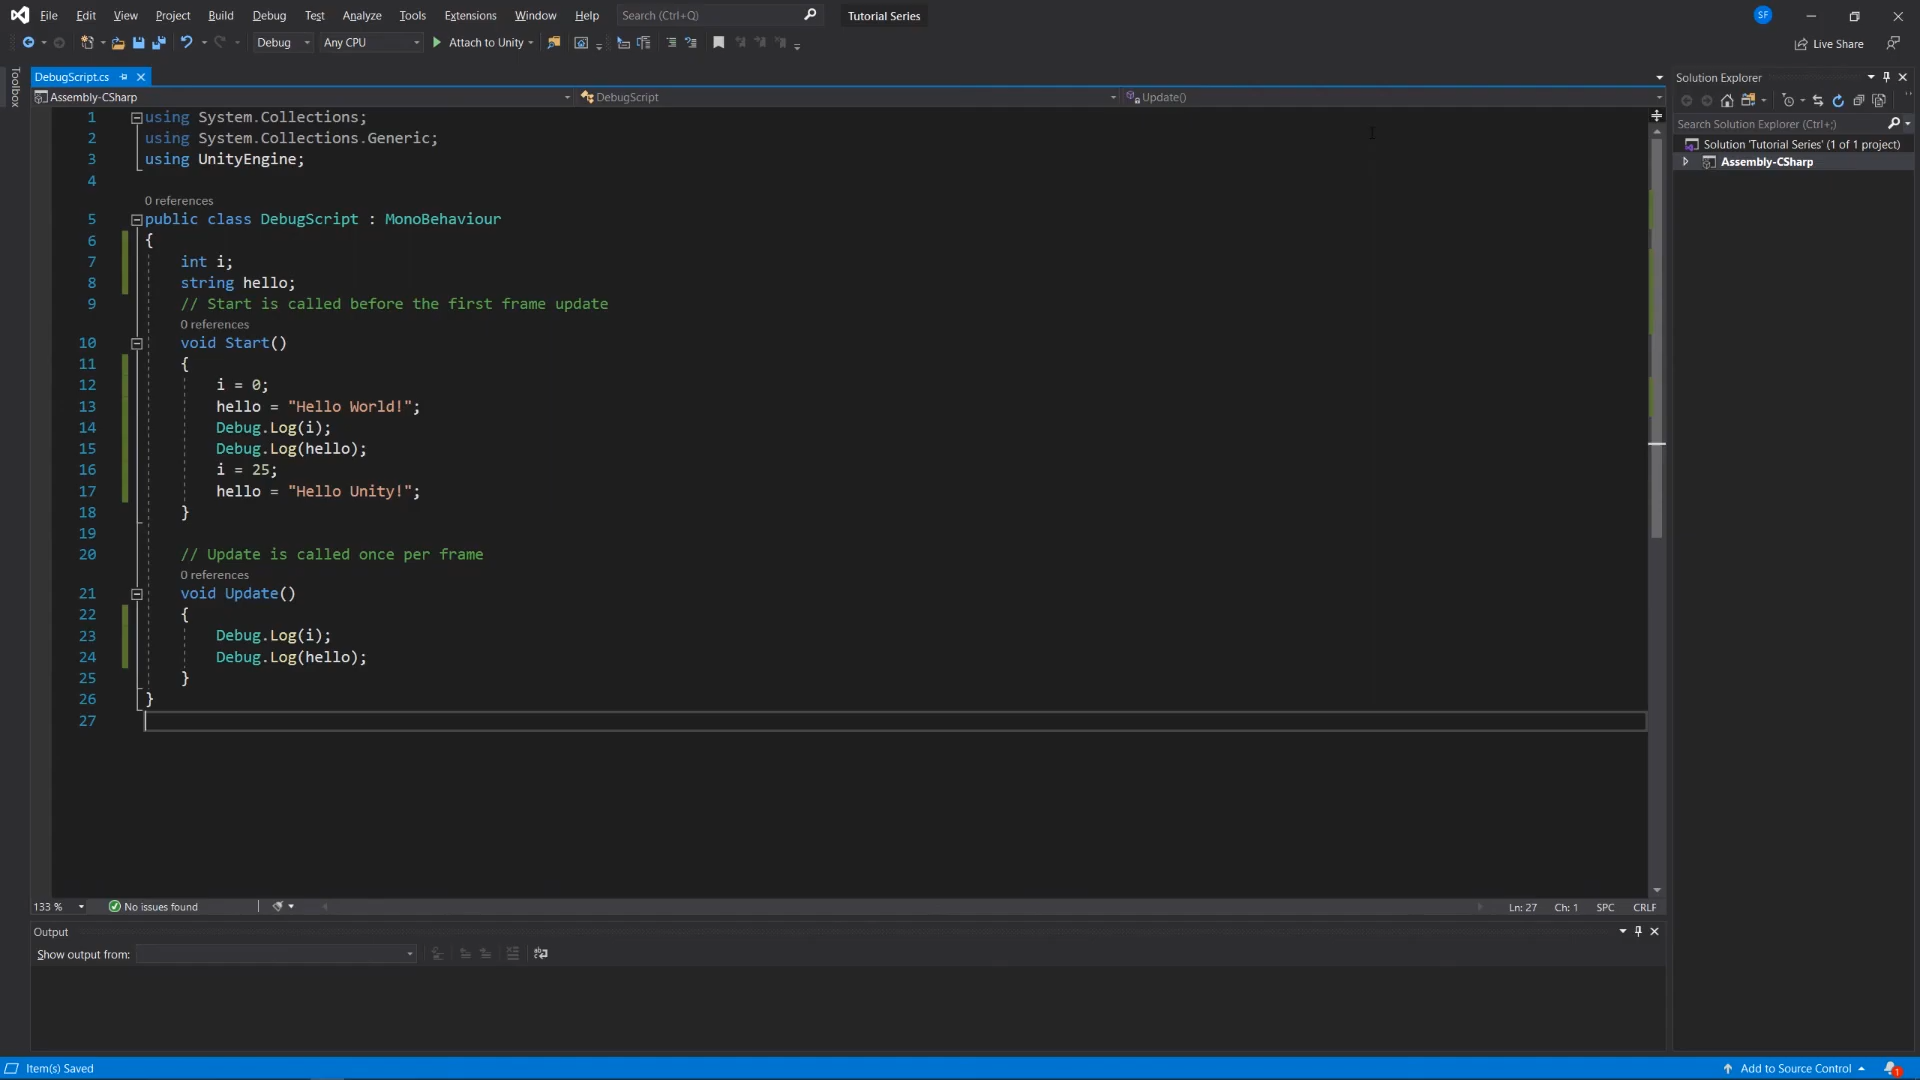 File Edit View Project Build Debug Test Analyze Tools Extensions Window Help Search (Ctrl+Q) Tutorial Series SF
Debug Any CPU Attach to Unity Live Share
Toolbox
DebugScript.cs
Assembly-CSharp DebugScript Update()
1 using System.Collections;
2 using System.Collections.Generic;
3 using UnityEngine;
4
0 references
5 public class DebugScript : MonoBehaviour
6 {
7 int i;
8 string hello;
9 // Start is called before the first frame update
0 references
10 void Start()
11 {
12 i = 0;
13 hello = "Hello World!";
14 Debug.Log(i);
15 Debug.Log(hello);
16 i = 25;
17 hello = "Hello Unity!";
18 }
19
20 // Update is called once per frame
0 references
21 void Update()
22 {
23 Debug.Log(i);
24 Debug.Log(hello);
25 }
26 }
27
133 % No issues found Ln: 27 Ch: 1 SPC CRLF
Output
Show output from:
Solution Explorer
Search Solution Explorer (Ctrl+;)
Solution 'Tutorial Series' (1 of 1 project)
Assembly-CSharp
Item(s) Saved Add to Source Control 1